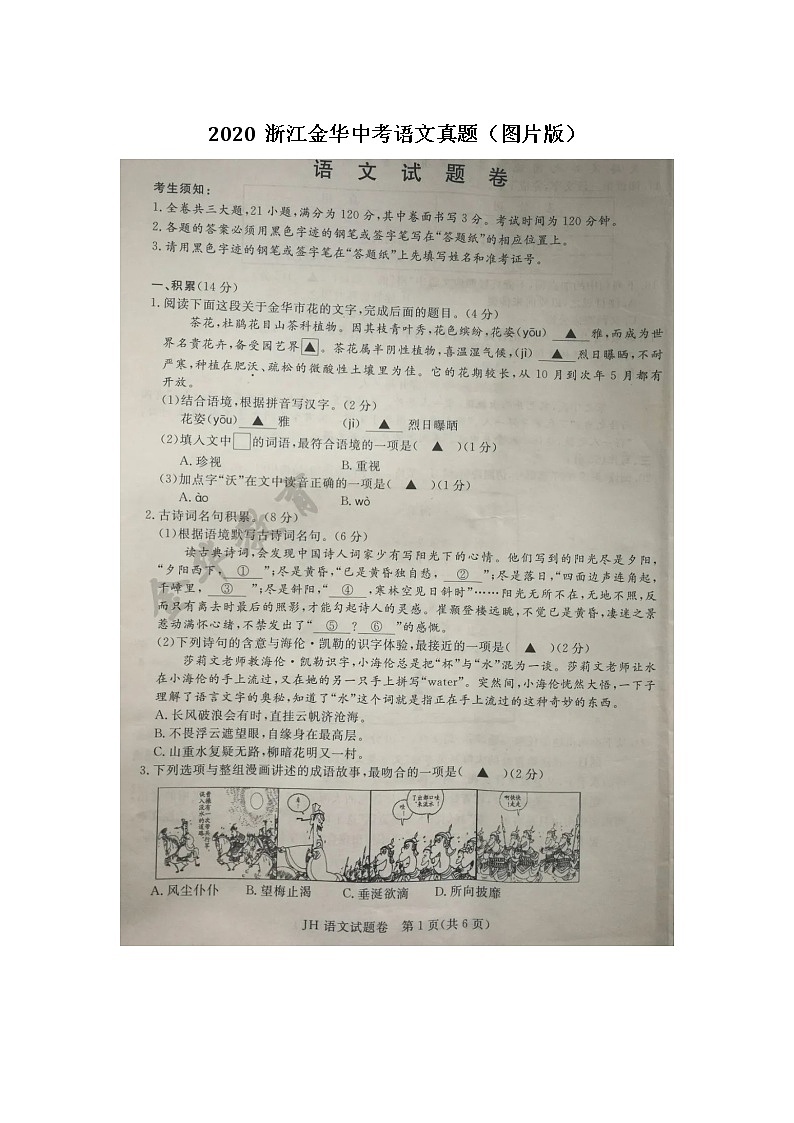 2020 浙江金华中考语文真题（图片版）
语 文 试 题 卷
考生须知:
1.全卷共三大题,21小题,满分为120分,其中卷面书写3分。考试时间为120分钟。
2.各题的答案必须用黑色字迹的钢笔或签字笔写在“答题纸”的相应位置上。
3.请用黑色字迹的钢笔或签字笔在“答题纸”上先填写姓名和准考证号。
一、积累(14分)
1.阅读下面这段关于金华市花的文字,完成后面的题目。(4分)
茶花,杜鹃花目山茶科植物。因其枝青叶秀,花色缤纷,花姿(yōu) ▲ 雅,而成为世
界名贵花卉,备受园艺界▲。茶花属半阴性植物,喜温湿气候,(jì) ▲ 烈日曝晒,不耐
严寒,种植在肥沃、疏松的微酸性土壤里为佳。它的花期较长,从10月到次年5月都有
开放。
(1)结合语境,根据拼音写汉字。(2分)
花姿(yōu) ▲ 雅 (jì) ▲ 烈日曝晒
(2)填入文中□的词语,最符合语境的一项是( ▲ )(1分)
A.珍视 B.重视
(3)加点字“沃”在文中读音正确的一项是( ▲ )(1分)
A.ào B.wò
金华教育
2.古诗词名句积累。(8分)
(1)根据语境默写古诗词名句。(6分)
读古典诗词,会发现中国诗人词家少有写阳光下的心情。他们写到的阳光尽是夕阳,
“夕阳西下, ① ”;尽是黄昏,“已是黄昏独自愁, ② ”;尽是落日,“四面边声连角起,
千嶂里, ③ ”;尽是斜阳,“ ④ ,寒林空见日斜时”……阳光无所不在,无地不照,反
而只有离去时最后的照影,才能勾起诗人的灵感。崔颢登楼远眺,不觉已是黄昏,凄迷之景
惹动满怀心绪,不禁发出了“ ⑤ ? ⑥ ”的感慨。
(2)下列诗句的含意与海伦·凯勒的识字体验,最接近的一项是( ▲ )(2分)
莎莉文老师教海伦·凯勒识字,小海伦总是把“杯”与“水”混为一谈。莎莉文老师让水
在小海伦的手上流过,又在她的另一只手上拼写“water”。突然间,小海伦恍然大悟,一下子
理解了语言文字的奥秘,知道了“水”这个词就是指正在手上流过的这种奇妙的东西。
A.长风破浪会有时,直挂云帆济沧海。
B.不畏浮云遮望眼,自缘身在最高层。
C.山重水复疑无路,柳暗花明又一村。
3.下列选项与整组漫画讲述的成语故事,最吻合的一项是( ▲ )(2分)
曹操有一次带兵行军
误入没水的道路
A.风尘仆仆 B.望梅止渴 C.垂涎欲滴 D.所向披靡
JH 语文试题卷 第1页(共6页)